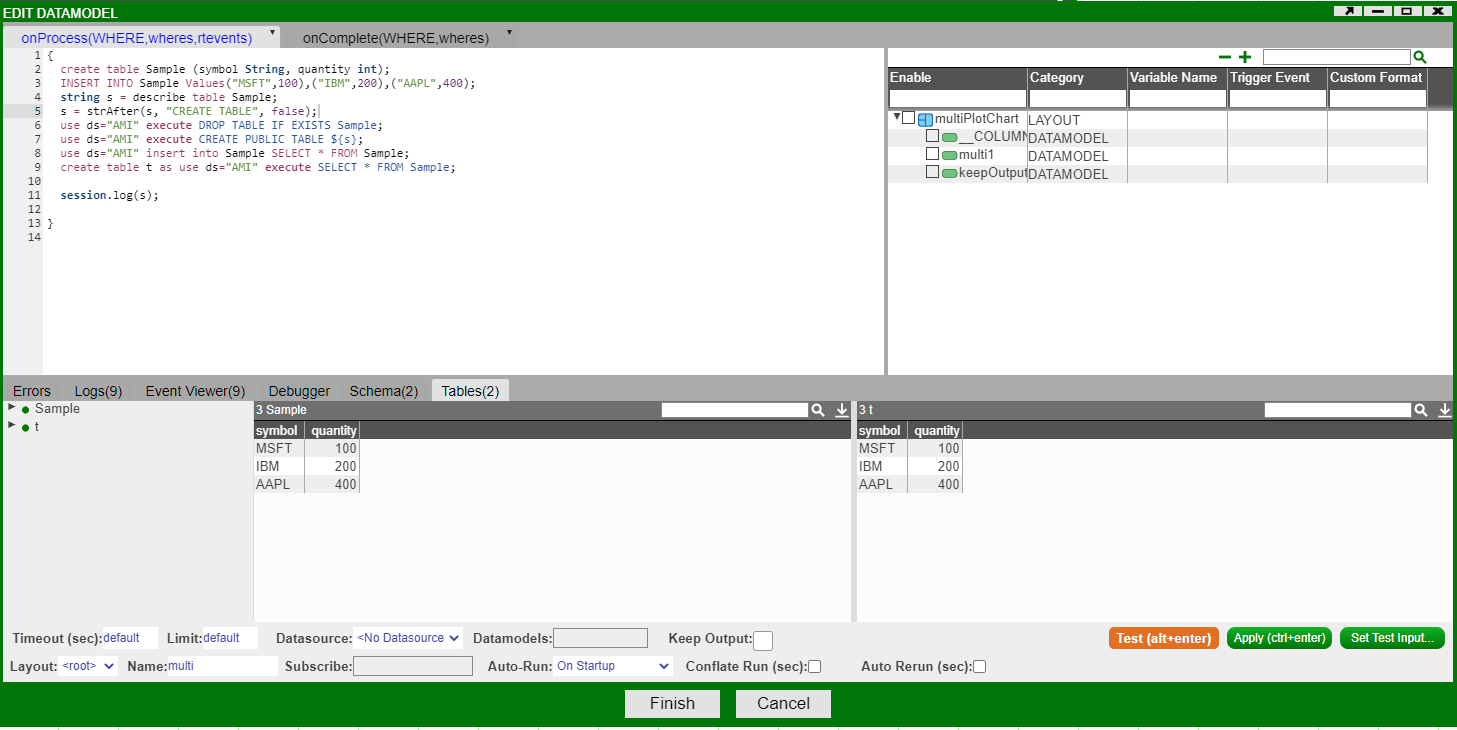 EDIT DATAMODEL
onProcess(WHERE,wheres,rtevents) onComplete(WHERE,wheres)
1 {
2 create table Sample (symbol String, quantity int);
3 INSERT INTO Sample Values("MSFT",100),("IBM",200),("AAPL",400);
4 string s = describe table Sample;
5 s = strAfter(s, "CREATE TABLE", false);
6 use ds="AMI" execute DROP TABLE IF EXISTS Sample;
7 use ds="AMI" execute CREATE PUBLIC TABLE ${s};
8 use ds="AMI" insert into Sample SELECT * FROM Sample;
9 create table t as use ds="AMI" execute SELECT * FROM Sample;
10
11 session.log(s);
12
13 }
14
Enable Category Variable Name Trigger Event Custom Format
multiPlotChart LAYOUT
__COLUMN DATAMODEL
multi1 DATAMODEL
keepOutput DATAMODEL
Errors Logs(9) Event Viewer(9) Debugger Schema(2) Tables(2)
Sample
t
3 Sample
symbol quantity
MSFT 100
IBM 200
AAPL 400
3 t
symbol quantity
MSFT 100
IBM 200
AAPL 400
Timeout (sec): default Limit: default Datasource: <No Datasource Datamodels: Keep Output: Test (alt+enter) Apply (ctrl+enter) Set Test Input...
Layout: <root> Name: multi Subscribe: Auto-Run: On Startup Conflate Run (sec): Auto Rerun (sec):
Finish Cancel